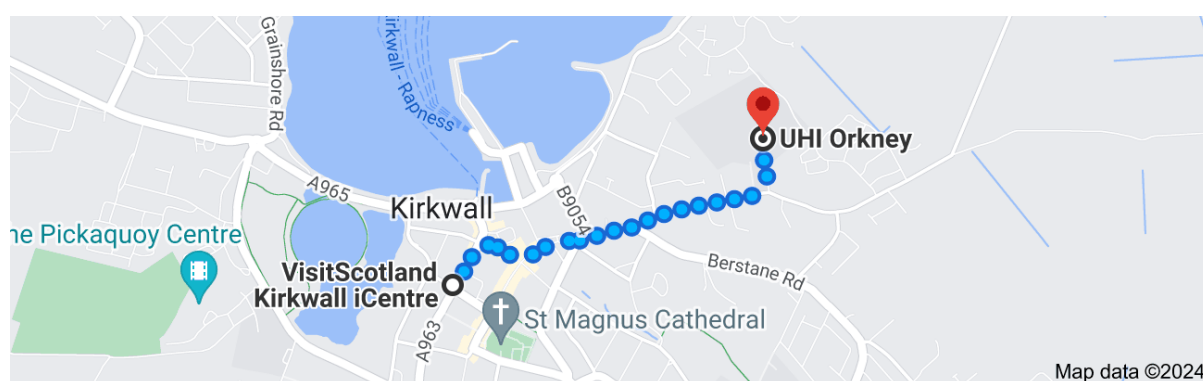 Grainshore Rd
Kirkwall - Rapness
UHI Orkney
A965
B9054
Kirkwall
ne Pickaquoy Centre
VisitScotland
Kirkwall iCentre
Berstane Rd
A963
St Magnus Cathedral
Map data ©2024